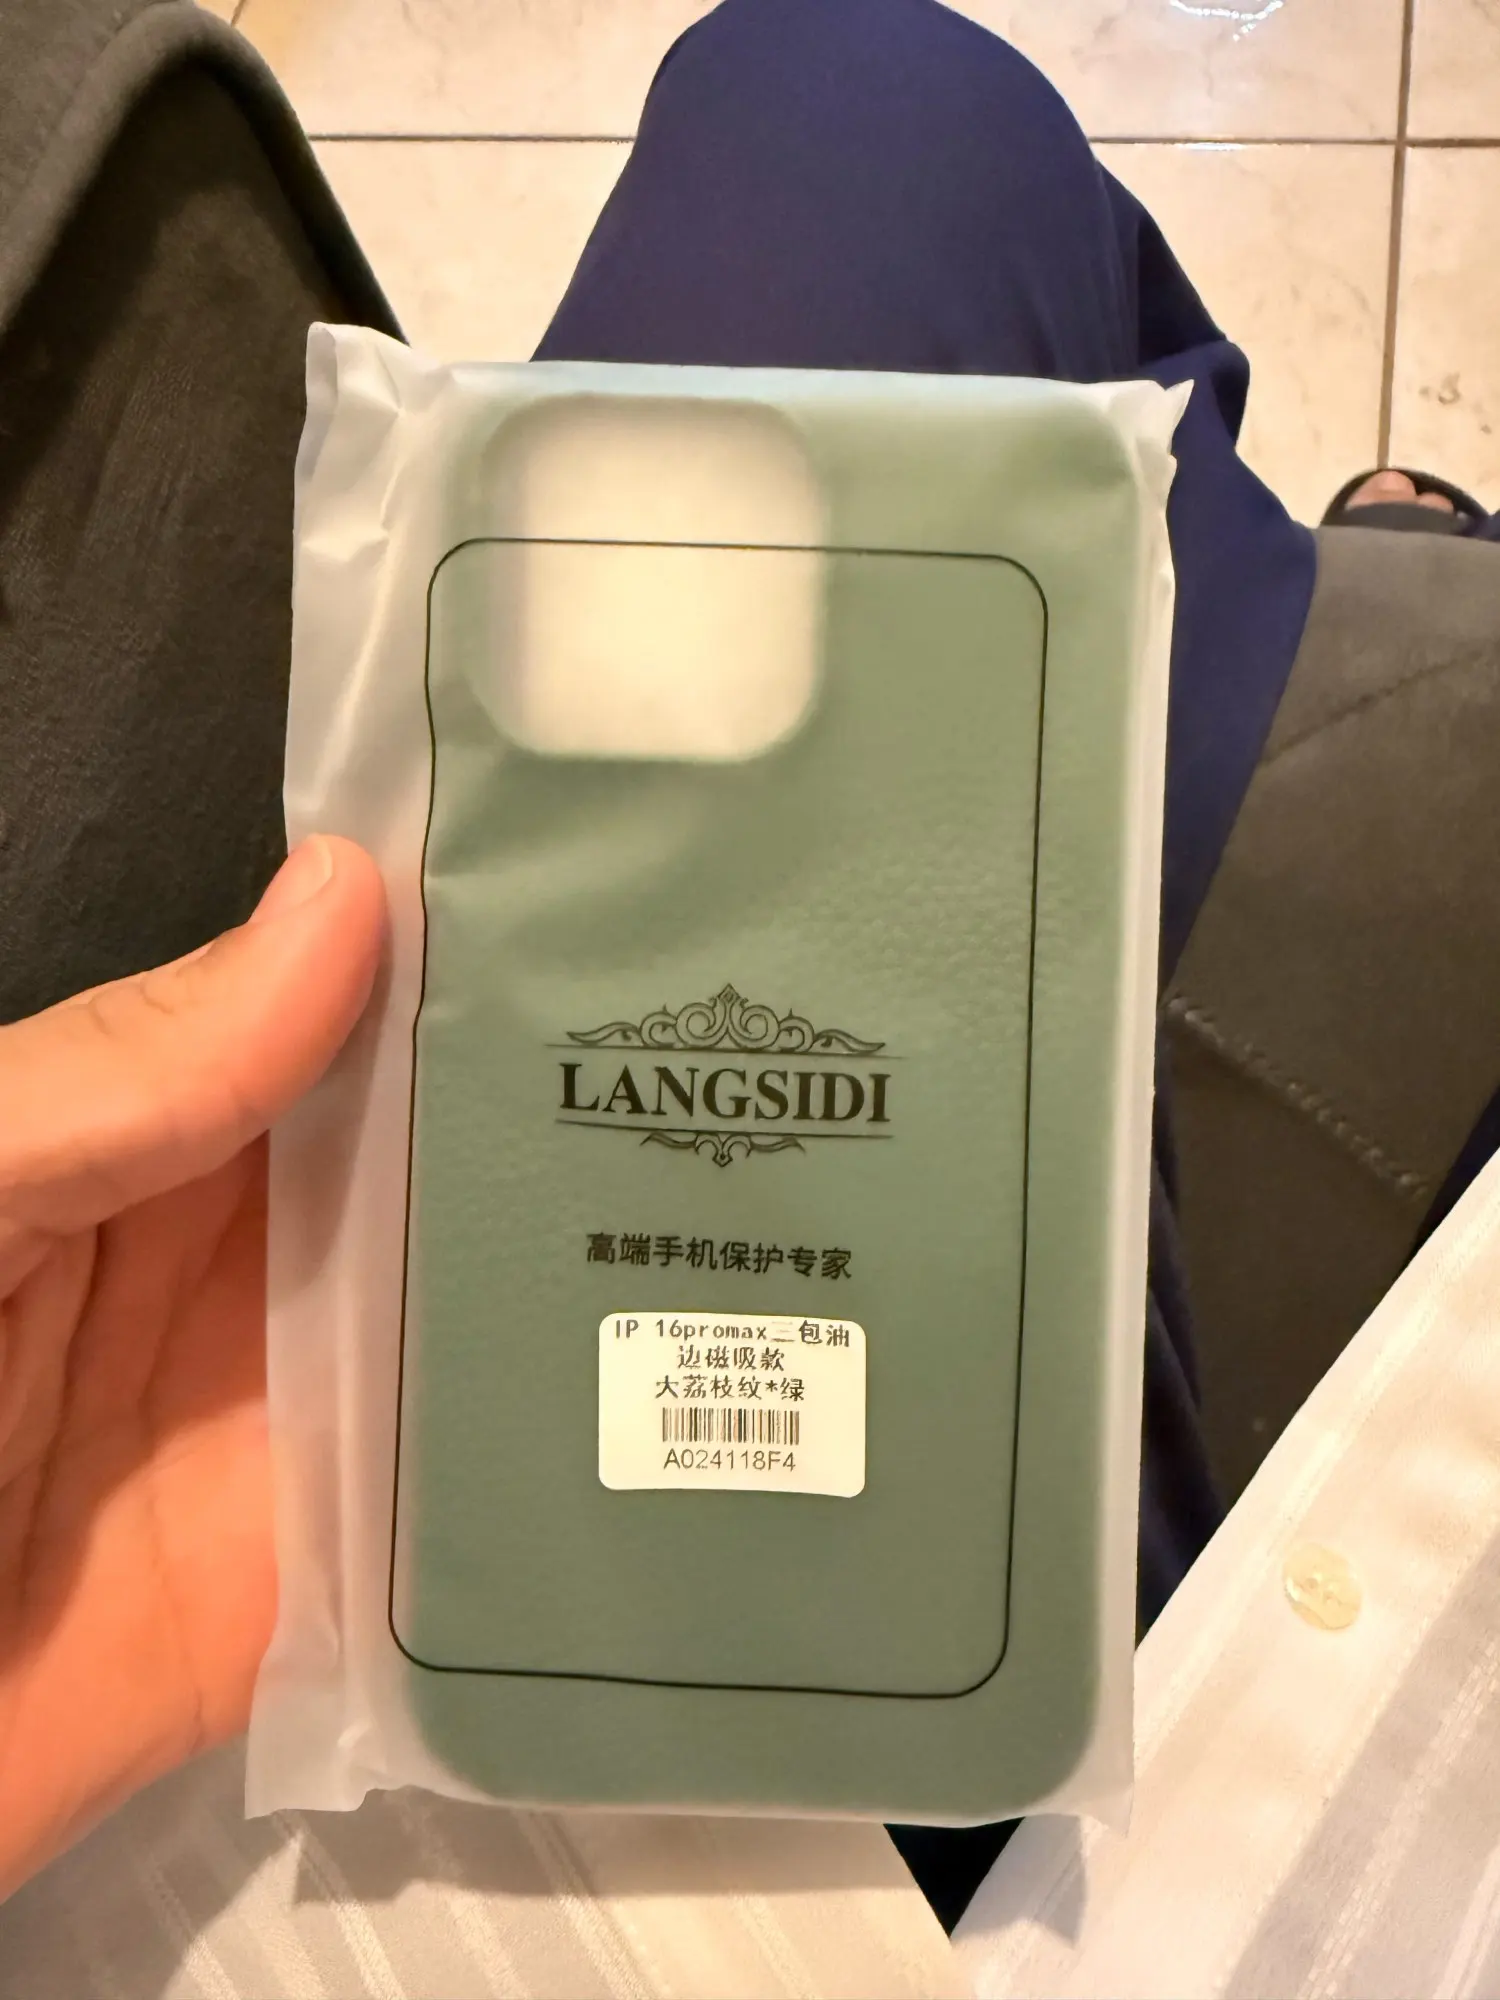 LANGSIDI
高端手机保护专家
IP 16promax三包油
边磁吸款
大荔枝纹*绿
A024118F4